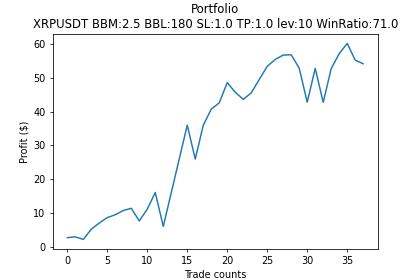 Portfolio
XRPUSDT BBM:2.5 BBL:180 SL:1.0 TP:1.0 lev:10 WinRatio:71.0
60
50
40
30
20
10
0
Profit ($)
0 5 10 15 20 25 30 35
Trade counts